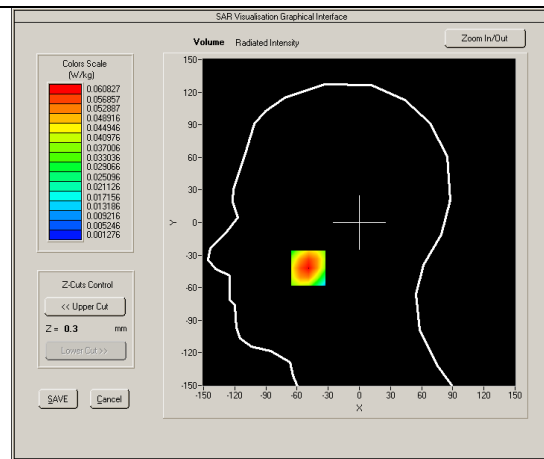 SAR Visualisation Graphical Interface
Volume Radiated Intensity
Zoom In/Out
Colors Scale
(W/kg)
0.060827
0.056857
0.052887
0.048916
0.044946
0.040976
0.037006
0.033036
0.029066
0.025096
0.021126
0.017156
0.013186
0.009216
0.005246
0.001276
Z-Cuts Control
<< Upper Cut
Z = 0.3 mm
Lower Cut >>
SAVE Cancel
150
120
90
60
30
0
-30
-60
-90
-120
-150
Y
-150 -120 -90 -60 -30 0 30 60 90 120 150
X